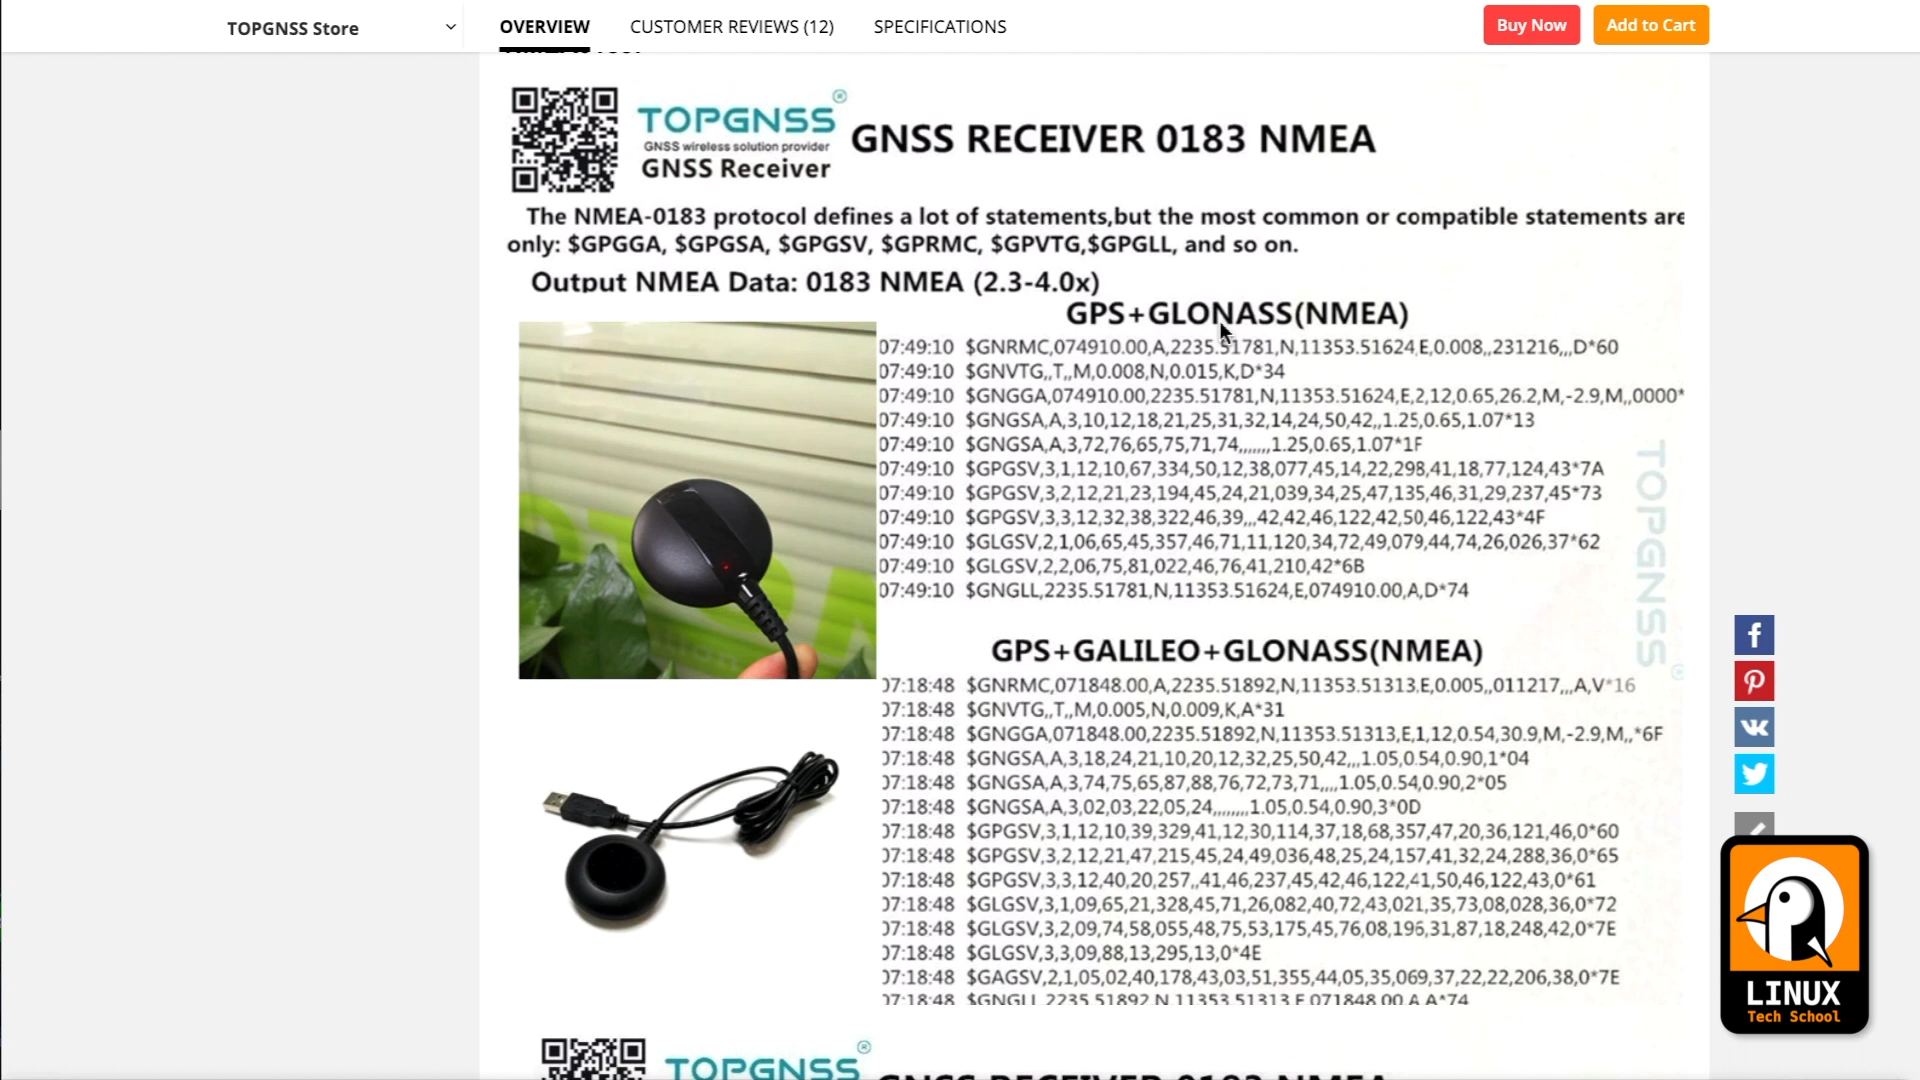 TOPGNSS Store
OVERVIEW
CUSTOMER REVIEWS (12)
SPECIFICATIONS
Buy Now
Add to Cart
TOPGNSS®
GNSS wireless solution provider
GNSS Receiver
GNSS RECEIVER 0183 NMEA
The NMEA-0183 protocol defines a lot of statements,but the most common or compatible statements are
only: $GPGGA, $GPGSA, $GPGSV, $GPRMC, $GPVTG,$GPGLL, and so on.
Output NMEA Data: 0183 NMEA (2.3-4.0x)
GPS+GLONASS(NMEA)
07:49:10 $GNRMC,074910.00,A,2235.51781,N,11353.51624,E,0.008,,231216,,,D*60
07:49:10 $GNVTG,,T,,M,0.008,N,0.015,K,D*34
07:49:10 $GNGGA,074910.00,2235.51781,N,11353.51624,E,2,12,0.65,26.2,M,-2.9,M,,0000*
07:49:10 $GNGSA,A,3,10,12,18,21,25,31,32,14,24,50,42,,1.25,0.65,1.07*13
07:49:10 $GNGSA,A,3,72,76,65,75,71,74,,,,,,,1.25,0.65,1.07*1F
07:49:10 $GPGSV,3,1,12,10,67,334,50,12,38,077,45,14,22,298,41,18,77,124,43*7A
07:49:10 $GPGSV,3,2,12,21,23,194,45,24,21,039,34,25,47,135,46,31,29,237,45*73
07:49:10 $GPGSV,3,3,12,32,38,322,46,39,,,42,42,46,122,42,50,46,122,43*4F
07:49:10 $GLGSV,2,1,06,65,45,357,46,71,11,120,34,72,49,079,44,74,26,026,37*62
07:49:10 $GLGSV,2,2,06,75,81,022,46,76,41,210,42*6B
07:49:10 $GNGLL,2235.51781,N,11353.51624,E,074910.00,A,D*74
TOPGNSS®
GPS+GALILEO+GLONASS(NMEA)
07:18:48 $GNRMC,071848.00,A,2235.51892,N,11353.51313,E,0.005,,011217,,,A,V*16
07:18:48 $GNVTG,,T,,M,0.005,N,0.009,K,A*31
07:18:48 $GNGGA,071848.00,2235.51892,N,11353.51313,E,1,12,0.54,30.9,M,-2.9,M,,*6F
07:18:48 $GNGSA,A,3,18,24,21,10,20,12,32,25,50,42,,,1.05,0.54,0.90,1*04
07:18:48 $GNGSA,A,3,74,75,65,87,88,76,72,73,71,,,,1.05,0.54,0.90,2*05
07:18:48 $GNGSA,A,3,02,03,22,05,24,,,,,,,,1.05,0.54,0.90,3*0D
07:18:48 $GPGSV,3,1,12,10,39,329,41,12,30,114,37,18,68,357,47,20,36,121,46,0*60
07:18:48 $GPGSV,3,2,12,21,47,215,45,24,49,036,48,25,24,157,41,32,24,288,36,0*65
07:18:48 $GPGSV,3,3,12,40,20,257,,41,46,237,45,42,46,122,41,50,46,122,43,0*61
07:18:48 $GLGSV,3,1,09,65,21,328,45,71,26,082,40,72,43,021,35,73,08,028,36,0*72
07:18:48 $GLGSV,3,2,09,74,58,055,48,75,53,175,45,76,08,196,31,87,18,248,42,0*7E
07:18:48 $GLGSV,3,3,09,88,13,295,13,0*4E
07:18:48 $GAGSV,2,1,05,02,40,178,43,03,51,355,44,05,35,069,37,22,22,206,38,0*7E
07:18:48 $GNGLL,2235.51892,N,11353.51313,E,071848.00,A,A*74
LINUX
Tech School
TOPGNSS®
GNSS RECEIVER 0183 NMEA